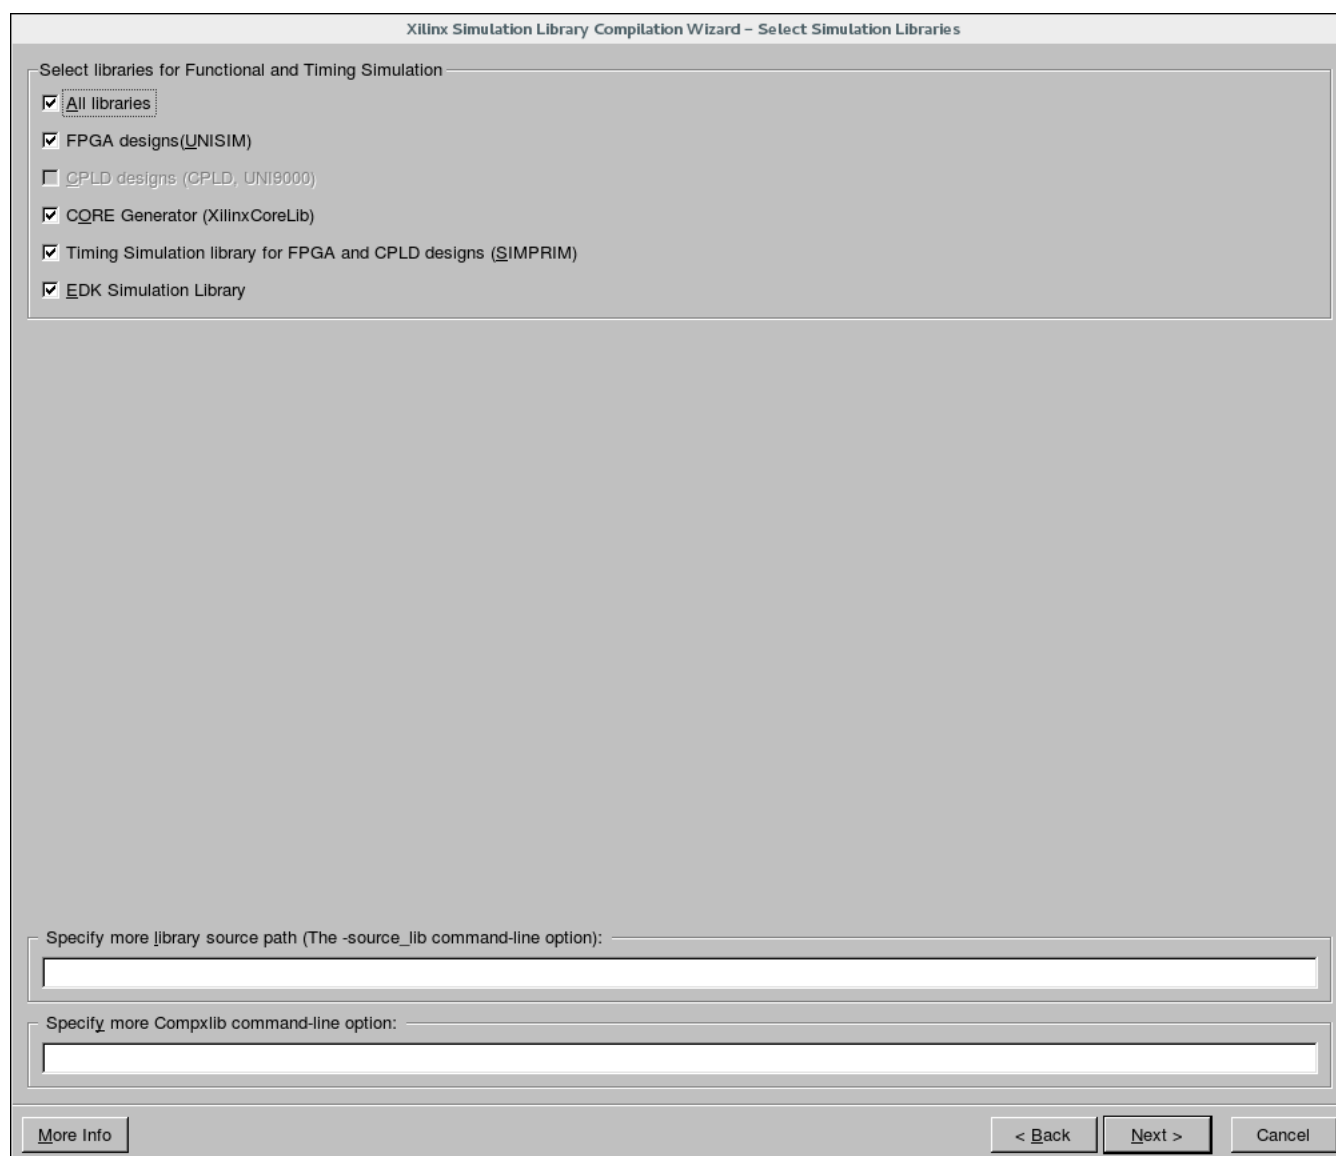 Xilinx Simulation Library Compilation Wizard – Select Simulation Libraries
Select libraries for Functional and Timing Simulation
All libraries
FPGA designs(UNISIM)
CPLD designs (CPLD, UNI9000)
CORE Generator (XilinxCoreLib)
Timing Simulation library for FPGA and CPLD designs (SIMPRIM)
EDK Simulation Library
Specify more library source path (The -source_lib command-line option):
Specify more Compxlib command-line option:
More Info
< Back
Next >
Cancel